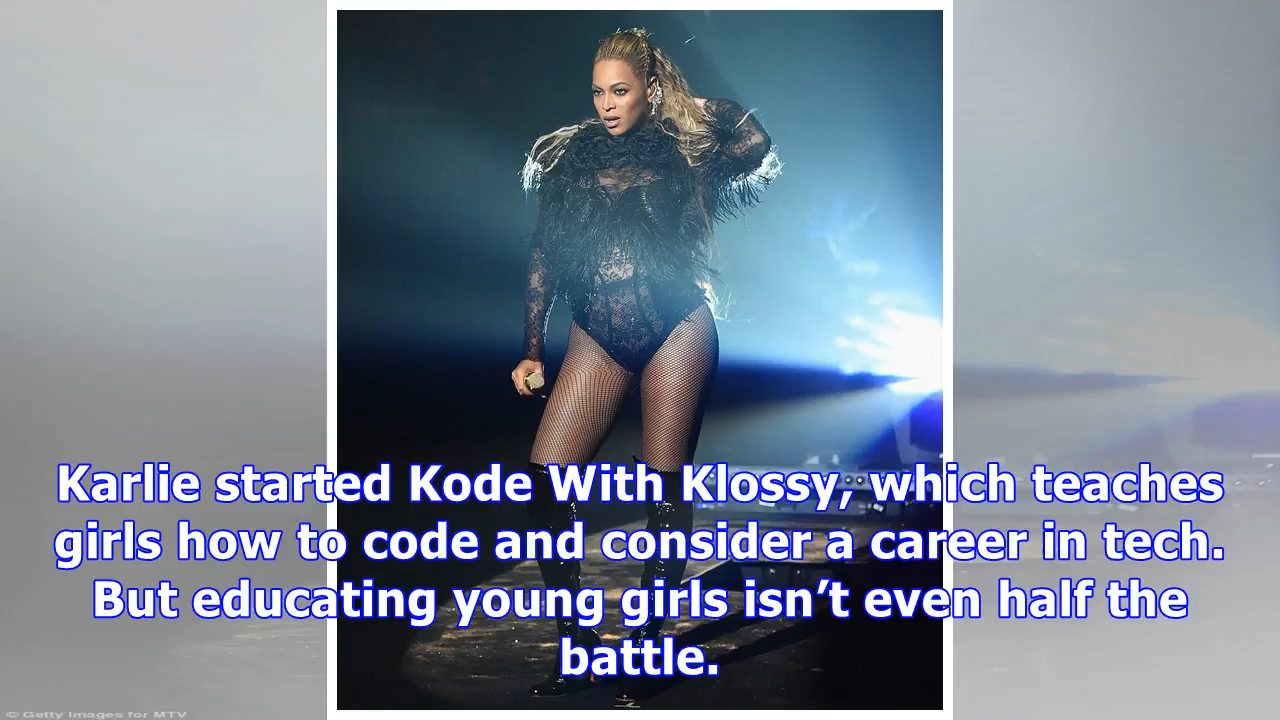 Karlie started Kode With Klossy, which teaches
girls how to code and consider a career in tech.
But educating young girls isn’t even half the
battle.
© Getty Images for MTV